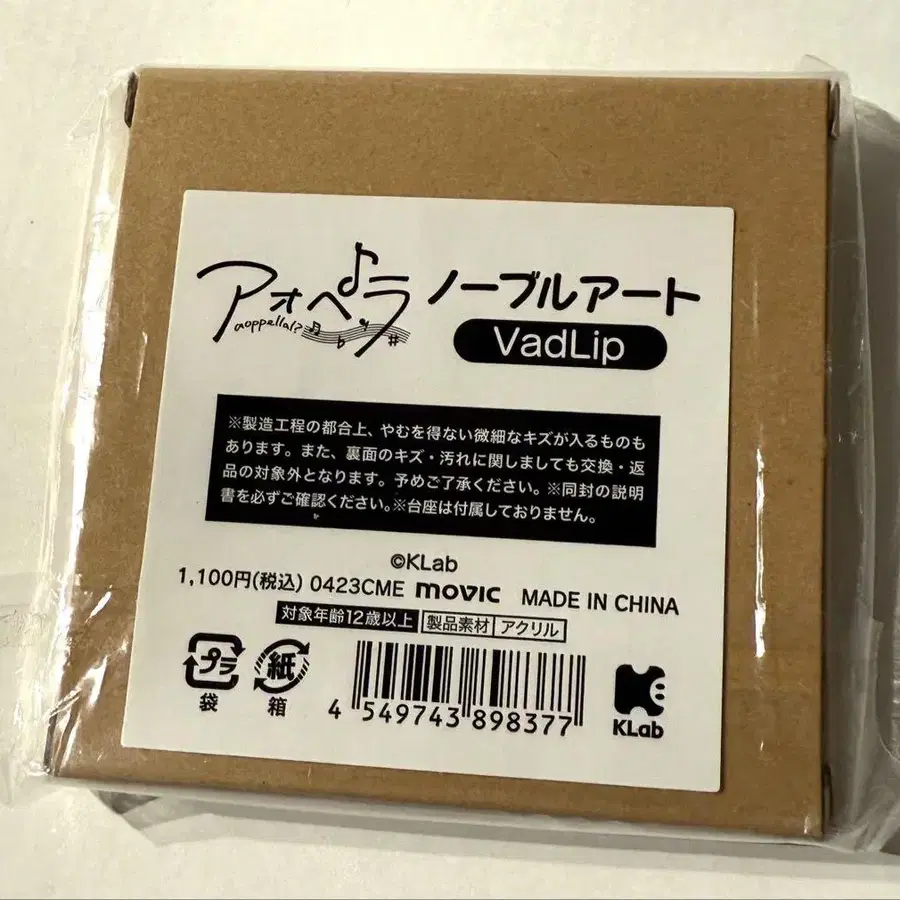 アオペラ ノーブルアート
aoppella!?
VadLip
※製造工程の都合上、やむを得ない微細なキズが入るものも
あります。また、裏面のキズ・汚れに関しましても交換・返
品の対象外となります。予めご了承ください。※同封の説明
書を必ずご確認ください。※台座は付属しておりません。
©KLab
1,100円(税込) 0423CME movic MADE IN CHINA
対象年齢12歳以上 製品素材 アクリル
プラ 紙
袋 箱
4 549743 898377
KLab